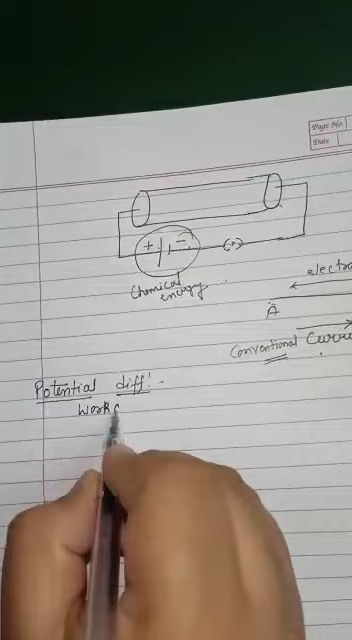 Page No.
Date
+ -
Chemical
energy
electro
A
Conventional Curre
Potential diff!
Work